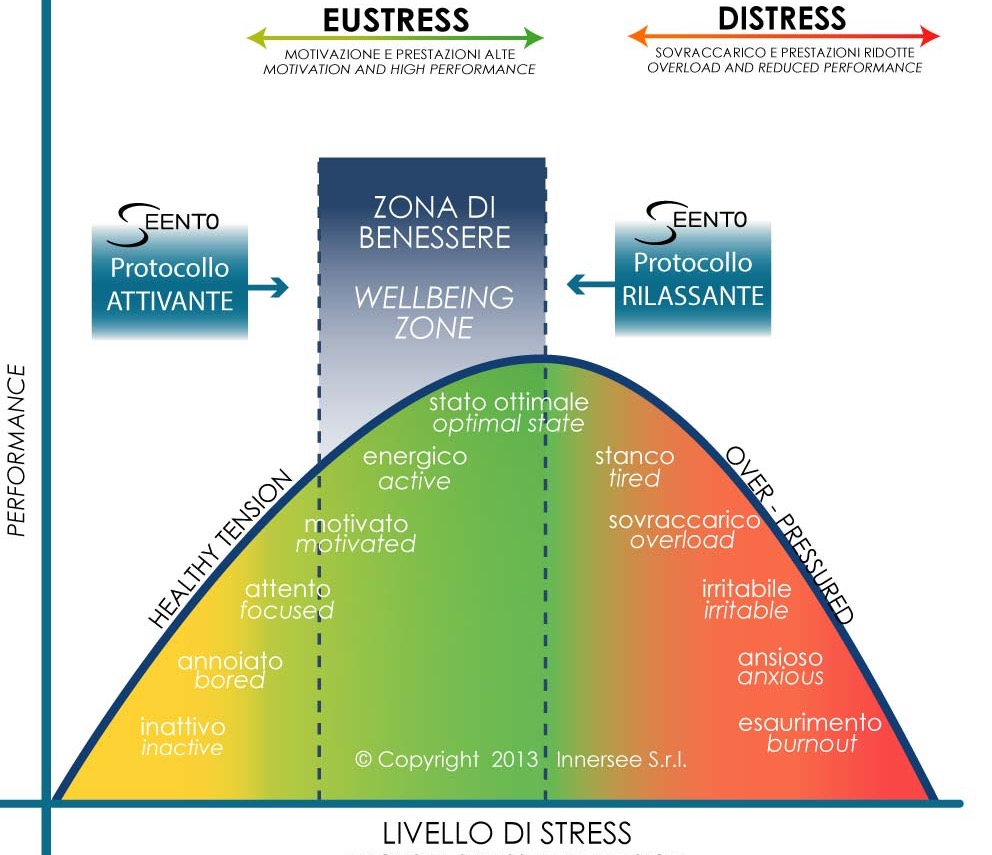 EUSTRESS
MOTIVAZIONE E PRESTAZIONI ALTE
MOTIVATION AND HIGH PERFORMANCE
DISTRESS
SOVRACCARICO E PRESTAZIONI RIDOTTE
OVERLOAD AND REDUCED PERFORMANCE
SEENTO
Protocollo
ATTIVANTE
ZONA DI
BENESSERE
WELLBEING
ZONE
SEENTO
Protocollo
RILASSANTE
PERFORMANCE
HEALTHY TENSION
OVER - PRESSURED
stato ottimale
optimal state
energico
active
motivato
motivated
attento
focused
annoiato
bored
inattivo
inactive
stanco
tired
sovraccarico
overload
irritabile
irritable
ansioso
anxious
esaurimento
burnout
© Copyright 2013 Innersee S.r.l.
LIVELLO DI STRESS